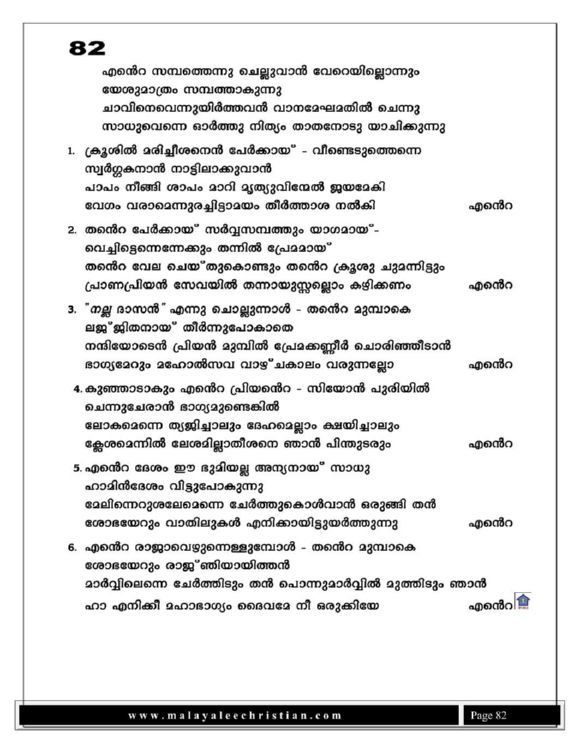 82
എൻെറ സമ്പത്തെന്നു ചെല്ലുവാൻ വേറെയില്ലൊന്നും
യേശുമാത്രം സമ്പത്താകുന്നു
ചാവിനെവെന്നുയിർത്തവൻ വാനമേഘമതിൽ ചെന്നു
സാധുവെന്നെ ഓർത്തു നിത്യം താതനോടു യാചിക്കുന്നു
1. ക്രൂശിൽ മരിച്ചീശനെൻ പേർക്കായ് - വീണ്ടെടുത്തെന്നെ
സ്വർഗ്ഗകനാൻ നാട്ടിലാക്കുവാൻ
പാപം നീങ്ങി ശാപം മാറി മൃത്യുവിന്മേൽ ജയമേകി
വേഗം വരാമെന്നുരച്ചിട്ടാമയം തീർത്താശ നൽകി എൻെറ
2. തൻെറ പേർക്കായ് സർവ്വസമ്പത്തും യാഗമായ്-
വെച്ചിട്ടെന്നെന്നേക്കും തന്നിൽ പ്രേമമായ്
തൻെറ വേല ചെയ്തുകൊണ്ടും തൻെറ ക്രൂശു ചുമന്നിട്ടും
പ്രാണപ്രിയൻ സേവയിൽ തന്നായുസ്സല്ലൊം കഴിക്കണം എൻെറ
3. "നല്ല ദാസൻ" എന്നു ചൊല്ലുന്നാൾ - തൻെറ മുമ്പാകെ
ലജ്ജിതനായ് തീർന്നുപോകാതെ
നന്ദിയോടെൻ പ്രിയൻ മുമ്പിൽ പ്രേമക്കണ്ണീർ ചൊരിഞ്ഞീടാൻ
ഭാഗ്യമേറും മഹോൽസവ വാഴ്ചകാലം വരുന്നല്ലോ എൻെറ
4. കുഞ്ഞാടാകും എൻെറ പ്രിയൻെറ - സിയോൻ പുരിയിൽ
ചെന്നുചേരാൻ ഭാഗ്യമുണ്ടെങ്കിൽ
ലോകമെന്നെ ത്യജിച്ചാലും ദേഹമെല്ലാം ക്ഷയിച്ചാലും
ക്ലേശമെന്നിൽ ലേശമില്ലാതീശനെ ഞാൻ പിന്തുടരും എൻെറ
5. എൻെറ ദേശം ഈ ഭുമിയല്ല അന്യനായ് സാധു
ഹാമിൻദേശം വിട്ടുപോകുന്നു
മേലിന്നെറുശലേമെന്നെ ചേർത്തുകൊൾവാൻ ഒരുങ്ങി തൻ
ശോഭയേറും വാതിലുകൾ എനിക്കായിട്ടുയർത്തുന്നു എൻെറ
6. എൻെറ രാജാവെഴുന്നെള്ളുമ്പോൾ - തൻെറ മുമ്പാകെ
ശോഭയേറും രാജ്ഞിയായിത്തൻ
മാർവ്വിലെന്നെ ചേർത്തിടും തൻ പൊന്നുമാർവ്വിൽ മുത്തിടും ഞാൻ
ഹാ എനിക്കീ മഹാഭാഗ്യം ദൈവമേ നീ ഒരുക്കിയേ എൻെറ
www.malayaleechristian.com Page 82